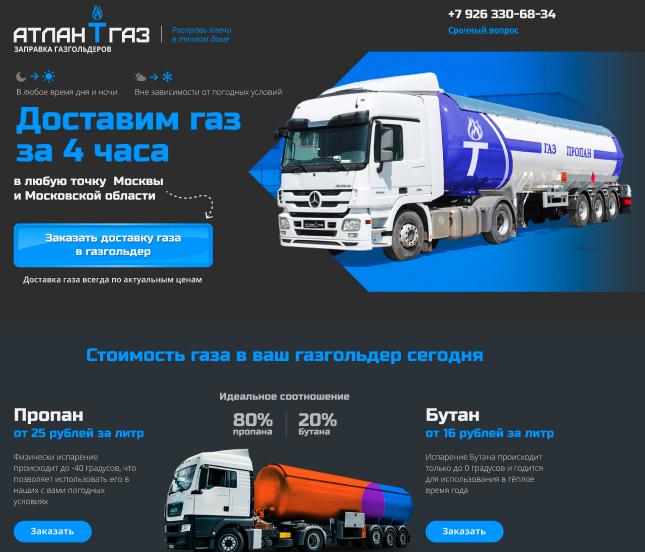 АТЛАНТГАЗ
ЗАПРАВКА ГАЗГОЛЬДЕРОВ
Расправь плечи
в теплом доме
+7 926 330-68-34
Срочный вопрос
В любое время дня и ночи
Вне зависимости от погодных условий
Доставим газ
за 4 часа
в любую точку Москвы
и Московской области
Заказать доставку газа
в газгольдер
Доставка газа всегда по актуальным ценам
ГАЗ ПРОПАН
Стоимость газа в ваш газгольдер сегодня
Идеальное соотношение
80%
пропана
20%
бутана
Пропан
от 25 рублей за литр
Физически испарение
происходит до -40 градусов, что
позволяет использовать его в
наших с вами погодных
условиях
Заказать
Бутан
от 16 рублей за литр
Испарение Бутана происходит
только до 0 градусов и годится
для использования в тёплое
время года
Заказать